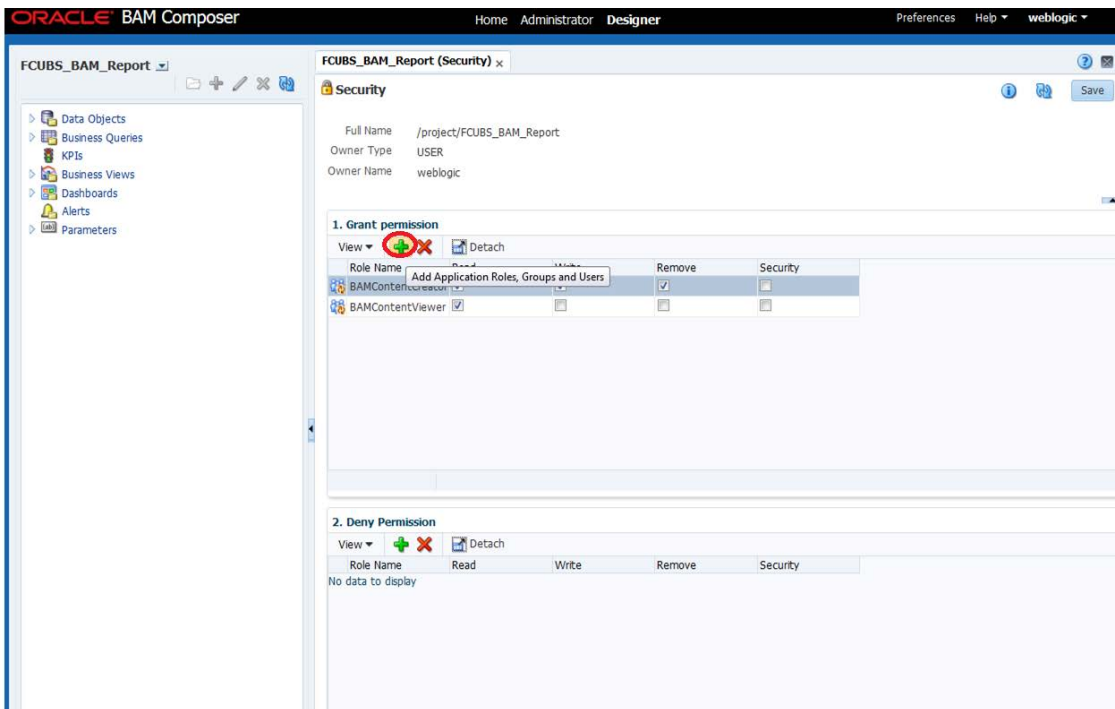 ORACLE BAM Composer
Home Administrator Designer
Preferences Help weblogic
FCUBS_BAM_Report
Data Objects
Business Queries
KPIs
Business Views
Dashboards
Alerts
Parameters
FCUBS_BAM_Report (Security)
Security
Save
Full Name /project/FCUBS_BAM_Report
Owner Type USER
Owner Name weblogic
1. Grant permission
View Detach
Role Name Remove Security
Add Application Roles, Groups and Users
BAMContentCreator
BAMContentViewer
2. Deny Permission
View Detach
Role Name Read Write Remove Security
No data to display